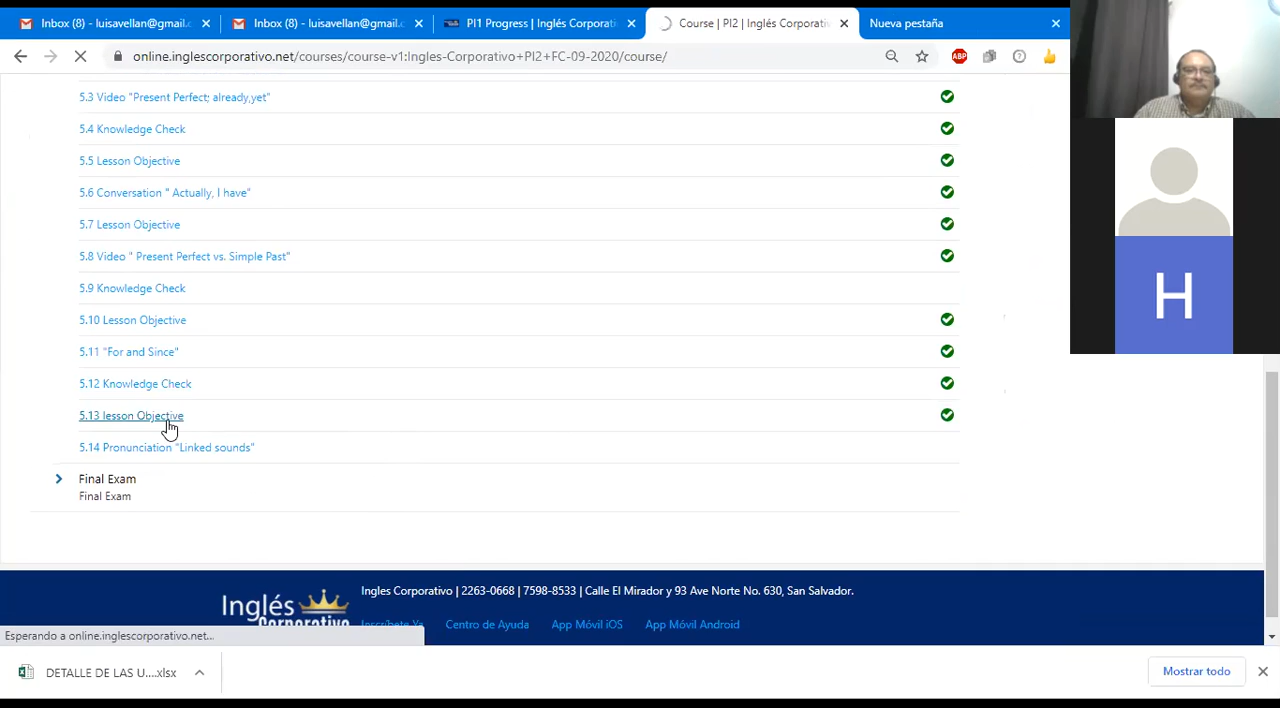 Inbox (8) - luisavellan@gmail.
Inbox (8) - luisavellan@gmail.c
PI1 Progress | Inglés Corporati
Course | PI2 | Inglés Corporativ
Nueva pestaña
online.inglescorporativo.net/courses/course-v1:Ingles-Corporativo+PI2+FC-09-2020/course/
ABP
5.3 Video "Present Perfect; already,yet"
5.4 Knowledge Check
5.5 Lesson Objective
5.6 Conversation " Actually, I have"
5.7 Lesson Objective
5.8 Video " Present Perfect vs. Simple Past"
5.9 Knowledge Check
5.10 Lesson Objective
5.11 "For and Since"
5.12 Knowledge Check
5.13 lesson Objective
5.14 Pronunciation "Linked sounds"
Final Exam
Final Exam
H
Inglés
Corporativo
Ingles Corporativo | 2263-0668 | 7598-8533 | Calle El Mirador y 93 Ave Norte No. 630, San Salvador.
Inscríbete Ya
Centro de Ayuda
App Móvil iOS
App Móvil Android
Esperando a online.inglescorporativo.net...
DETALLE DE LAS U....xlsx
Mostrar todo